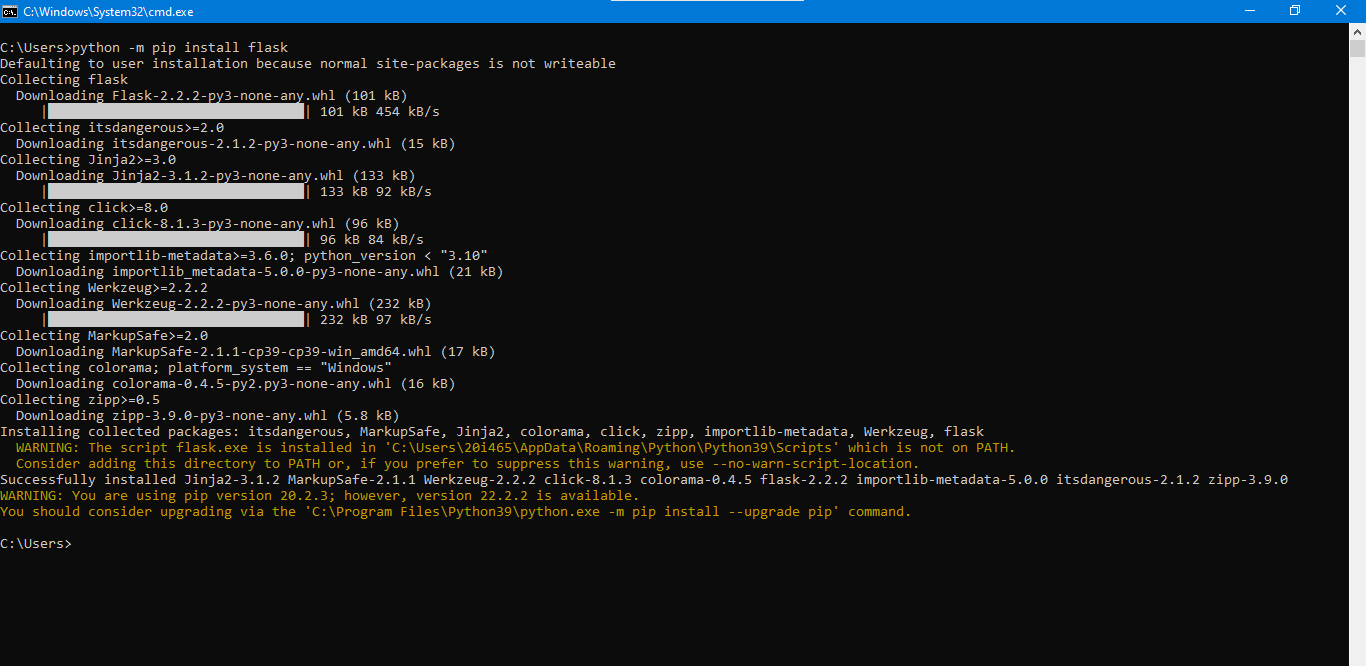 C:\Windows\System32\cmd.exe
C:\Users>python -m pip install flask
Defaulting to user installation because normal site-packages is not writeable
Collecting flask
  Downloading Flask-2.2.2-py3-none-any.whl (101 kB)
     |████████████████████████████████| 101 kB 454 kB/s
Collecting itsdangerous>=2.0
  Downloading itsdangerous-2.1.2-py3-none-any.whl (15 kB)
Collecting Jinja2>=3.0
  Downloading Jinja2-3.1.2-py3-none-any.whl (133 kB)
     |████████████████████████████████| 133 kB 92 kB/s
Collecting click>=8.0
  Downloading click-8.1.3-py3-none-any.whl (96 kB)
     |████████████████████████████████| 96 kB 84 kB/s
Collecting importlib-metadata>=3.6.0; python_version < "3.10"
  Downloading importlib_metadata-5.0.0-py3-none-any.whl (21 kB)
Collecting Werkzeug>=2.2.2
  Downloading Werkzeug-2.2.2-py3-none-any.whl (232 kB)
     |████████████████████████████████| 232 kB 97 kB/s
Collecting MarkupSafe>=2.0
  Downloading MarkupSafe-2.1.1-cp39-cp39-win_amd64.whl (17 kB)
Collecting colorama; platform_system == "Windows"
  Downloading colorama-0.4.5-py2.py3-none-any.whl (16 kB)
Collecting zipp>=0.5
  Downloading zipp-3.9.0-py3-none-any.whl (5.8 kB)
Installing collected packages: itsdangerous, MarkupSafe, Jinja2, colorama, click, zipp, importlib-metadata, Werkzeug, flask
  WARNING: The script flask.exe is installed in 'C:\Users\20i465\AppData\Roaming\Python\Python39\Scripts' which is not on PATH.
  Consider adding this directory to PATH or, if you prefer to suppress this warning, use --no-warn-script-location.
Successfully installed Jinja2-3.1.2 MarkupSafe-2.1.1 Werkzeug-2.2.2 click-8.1.3 colorama-0.4.5 flask-2.2.2 importlib-metadata-5.0.0 itsdangerous-2.1.2 zipp-3.9.0
WARNING: You are using pip version 20.2.3; however, version 22.2.2 is available.
You should consider upgrading via the 'C:\Program Files\Python39\python.exe -m pip install --upgrade pip' command.
C:\Users>